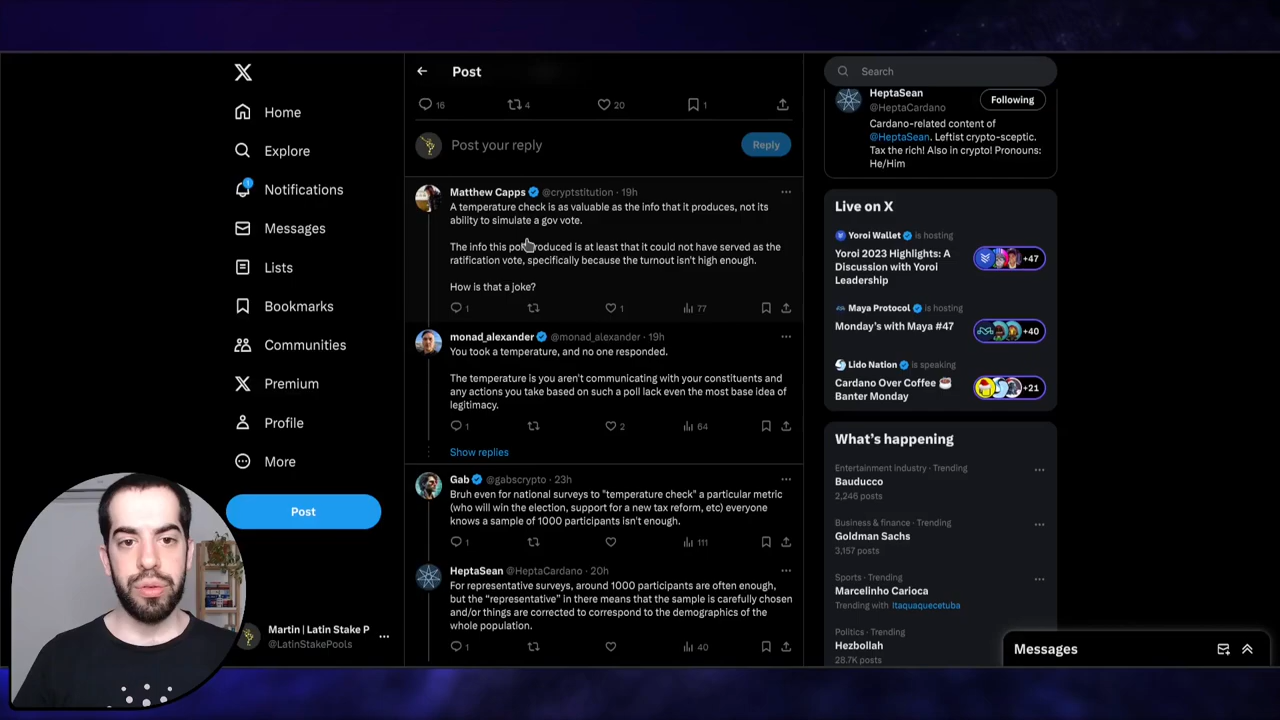 Home
Explore
1
Notifications
Messages
Lists
Bookmarks
Communities
Premium
Profile
More
Post
Martin | Latin Stake P
@LatinStakePools
Post
16
4
20
1
Post your reply
Reply
Matthew Capps @cryptstitution · 19h
A temperature check is as valuable as the info that it produces, not its
ability to simulate a gov vote.
The info this poll produced is at least that it could not have served as the
ratification vote, specifically because the turnout isn't high enough.
How is that a joke?
1
1
77
monad_alexander @monad_alexander · 19h
You took a temperature, and no one responded.
The temperature is you aren't communicating with your constituents and
any actions you take based on such a poll lack even the most base idea of
legitimacy.
1
2
64
Show replies
Gab @gabscrypto · 23h
Bruh even for national surveys to "temperature check" a particular metric
(who will win the election, support for a new tax reform, etc) everyone
knows a sample of 1000 participants isn't enough.
1
111
HeptaSean @HeptaCardano · 20h
For representative surveys, around 1000 participants are often enough,
but the “representative” in there means that the sample is carefully chosen
and/or things are corrected to correspond to the demographics of the
whole population.
1
40
Search
HeptaSean
@HeptaCardano
Following
Cardano-related content of
@HeptaSean. Leftist crypto-sceptic.
Tax the rich! Also in crypto! Pronouns:
He/Him
Live on X
Yoroi Wallet is hosting
Yoroi 2023 Highlights: A
Discussion with Yoroi
Leadership
+47
Maya Protocol is hosting
Monday's with Maya #47
+40
Lido Nation is speaking
Cardano Over Coffee
Banter Monday
+21
What's happening
Entertainment industry · Trending
Bauducco
2,246 posts
Business & finance · Trending
Goldman Sachs
3,157 posts
Sports · Trending
Marcelinho Carioca
Trending with Itaquaquecetuba
Politics · Trending
Hezbollah
28.7K posts
Messages